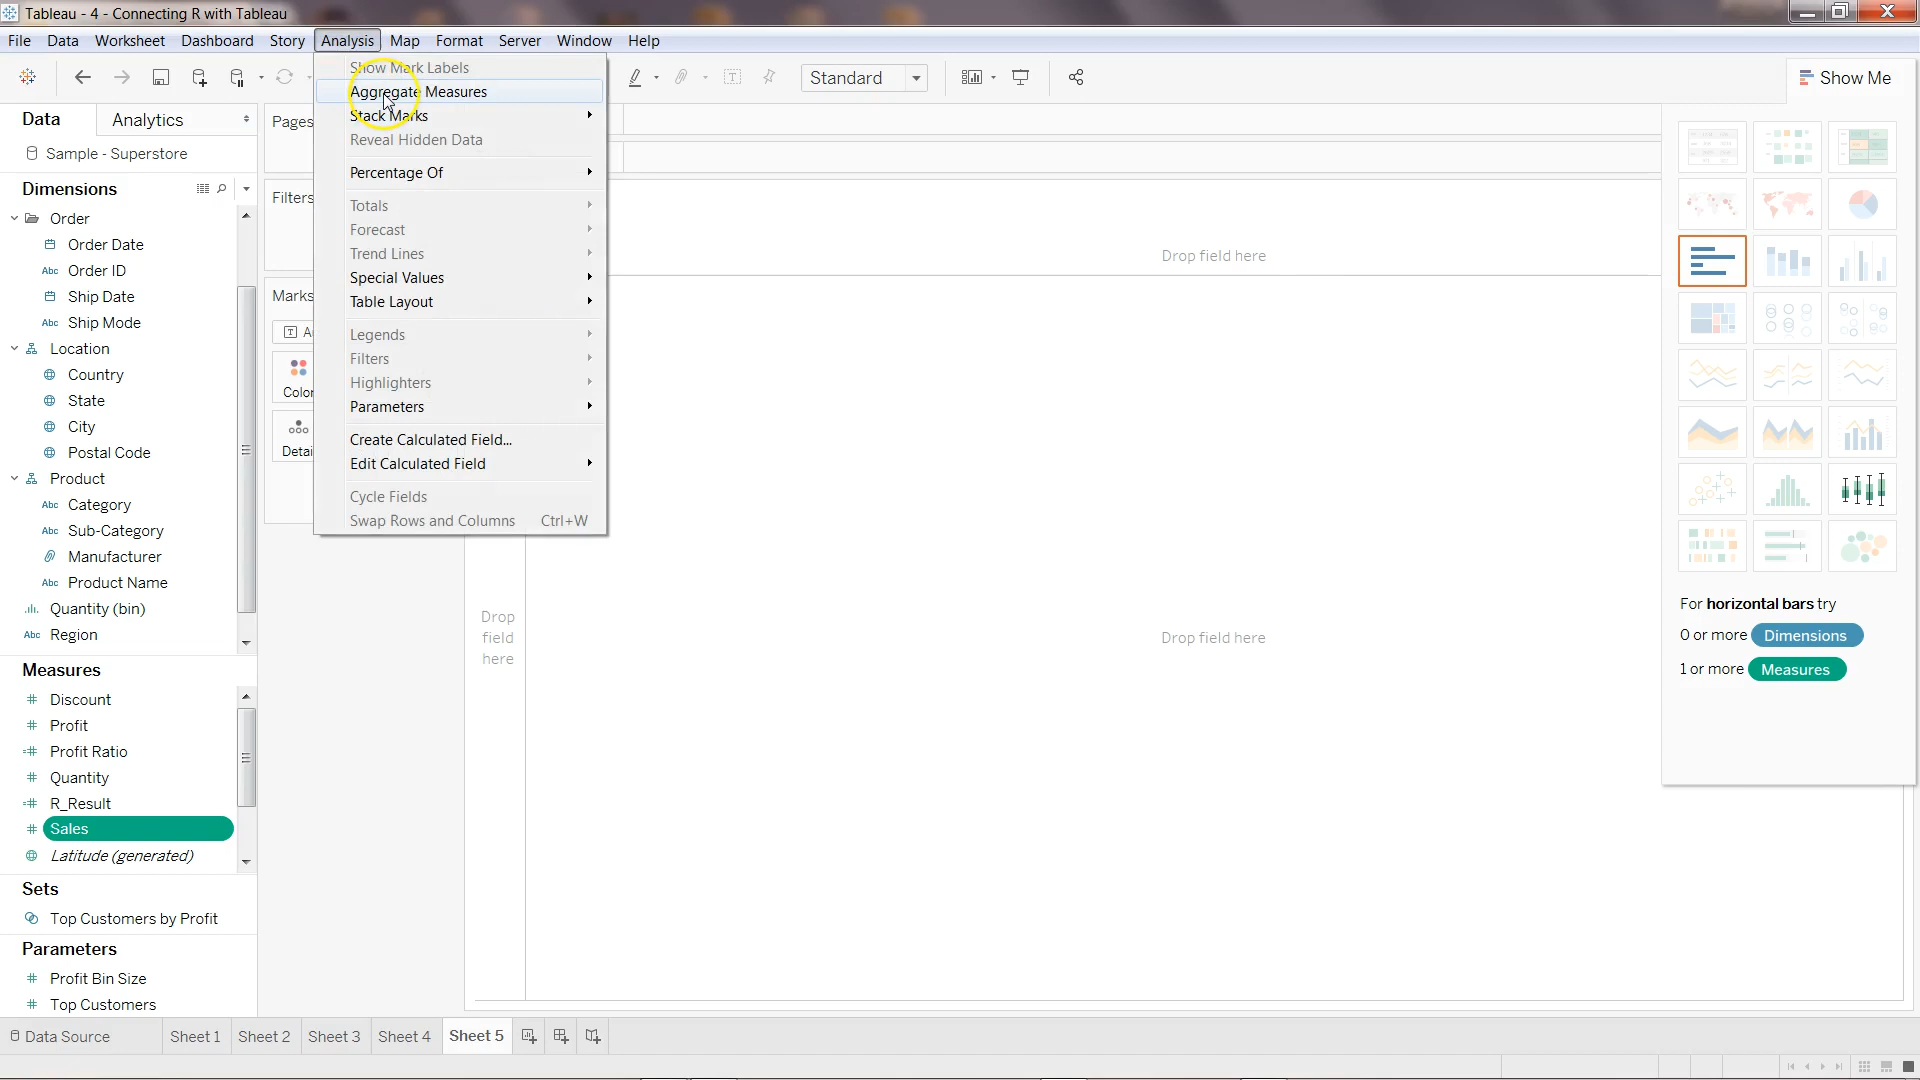 Tableau - 4 - Connecting R with Tableau
File Data Worksheet Dashboard Story Analysis Map Format Server Window Help
Standard
Show Me
Data
Analytics
Sample - Superstore
Dimensions
Order
Order Date
Abc Order ID
Ship Date
Abc Ship Mode
Location
Country
State
City
Postal Code
Product
Abc Category
Abc Sub-Category
Manufacturer
Abc Product Name
Quantity (bin)
Abc Region
Measures
# Discount
# Profit
=# Profit Ratio
# Quantity
=# R_Result
# Sales
Latitude (generated)
Sets
Top Customers by Profit
Parameters
# Profit Bin Size
# Top Customers
Pages
Filters
Marks
Show Mark Labels
Aggregate Measures
Stack Marks
Reveal Hidden Data
Percentage Of
Totals
Forecast
Trend Lines
Special Values
Table Layout
Legends
Filters
Highlighters
Parameters
Create Calculated Field...
Edit Calculated Field
Cycle Fields
Swap Rows and Columns Ctrl+W
Drop field here
Drop
field
here
Drop field here
For horizontal bars try
0 or more Dimensions
1 or more Measures
Data Source
Sheet 1
Sheet 2
Sheet 3
Sheet 4
Sheet 5